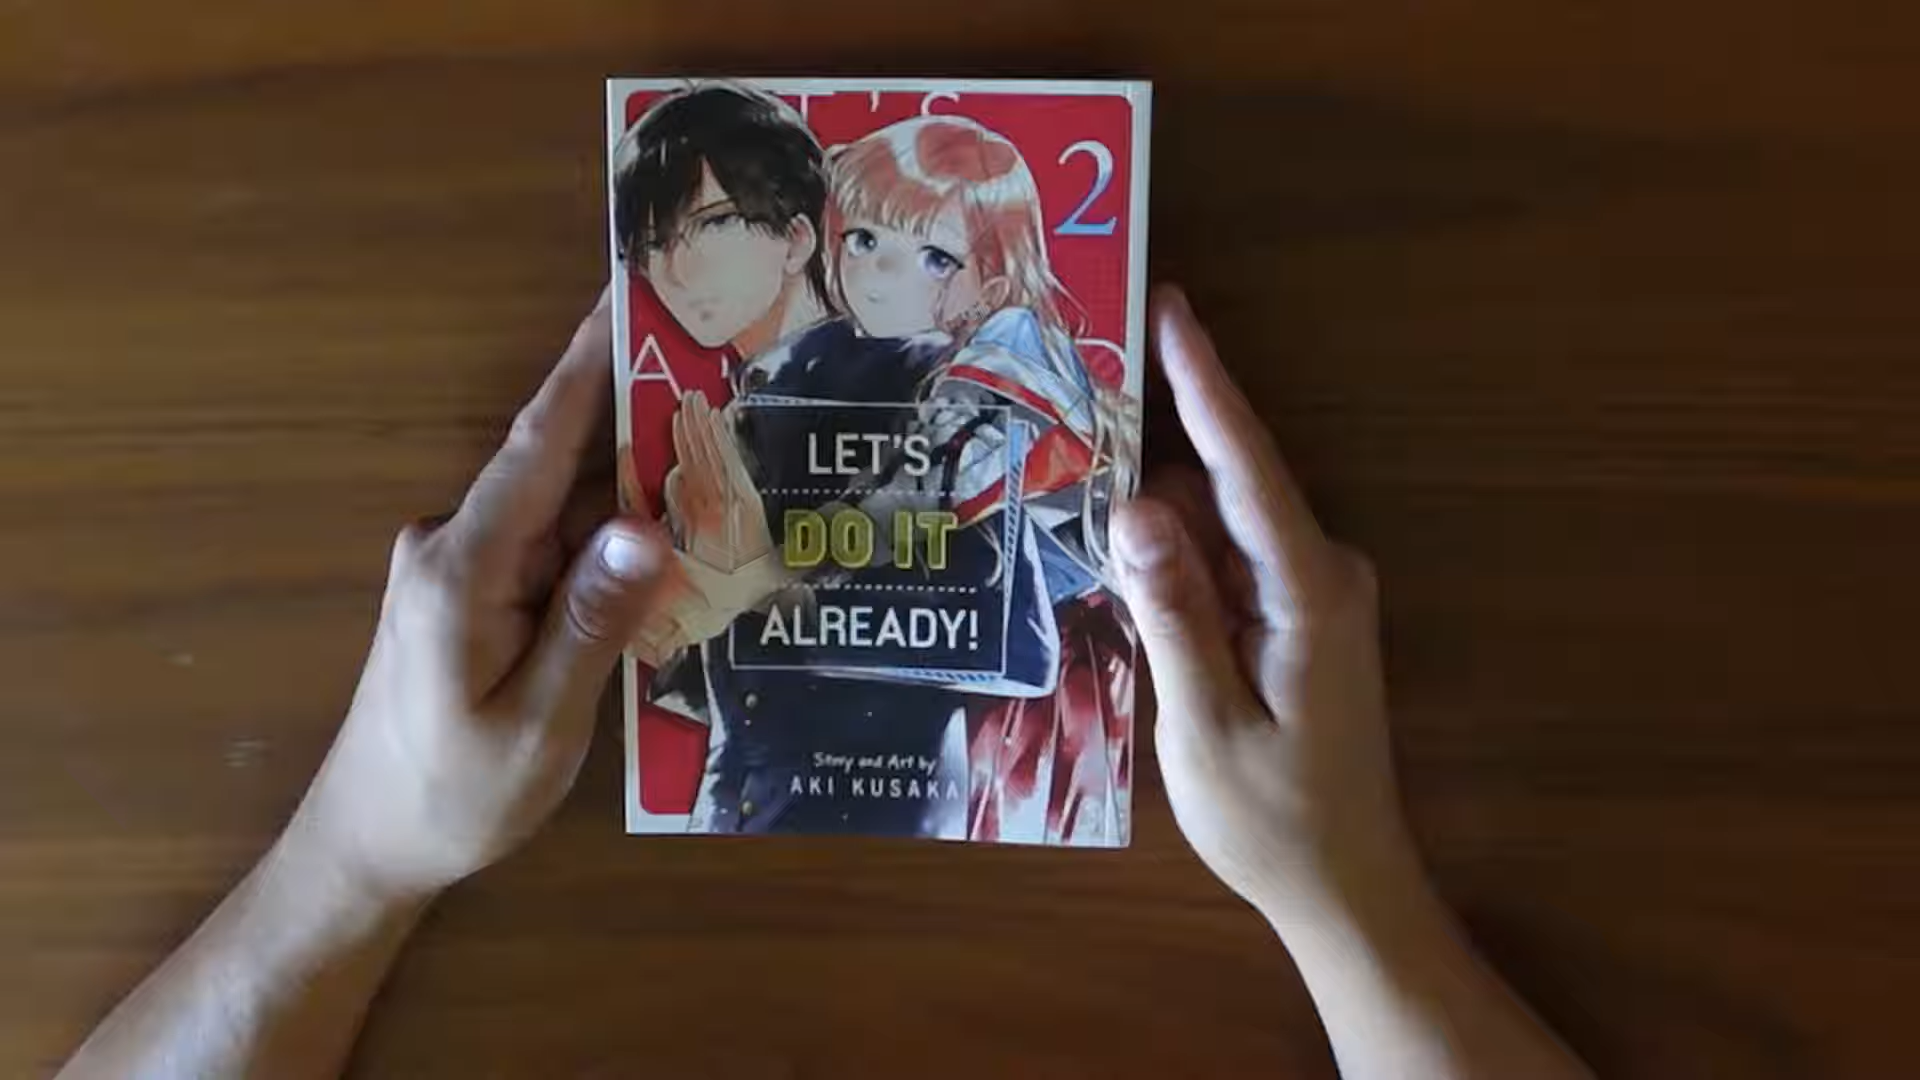 2
LET'S
DO IT
ALREADY!
Story and Art by
AKI KUSAKA